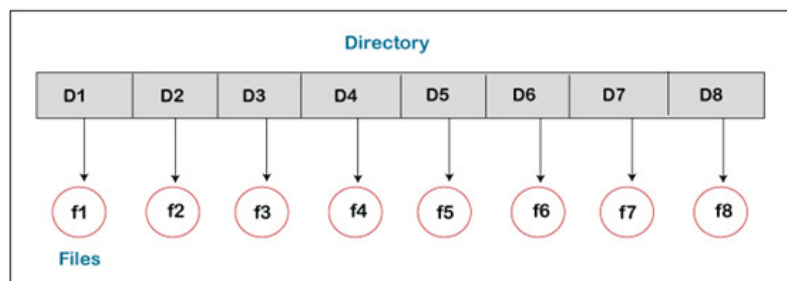 Directory
D1 D2 D3 D4 D5 D6 D7 D8
f1 f2 f3 f4 f5 f6 f7 f8
Files